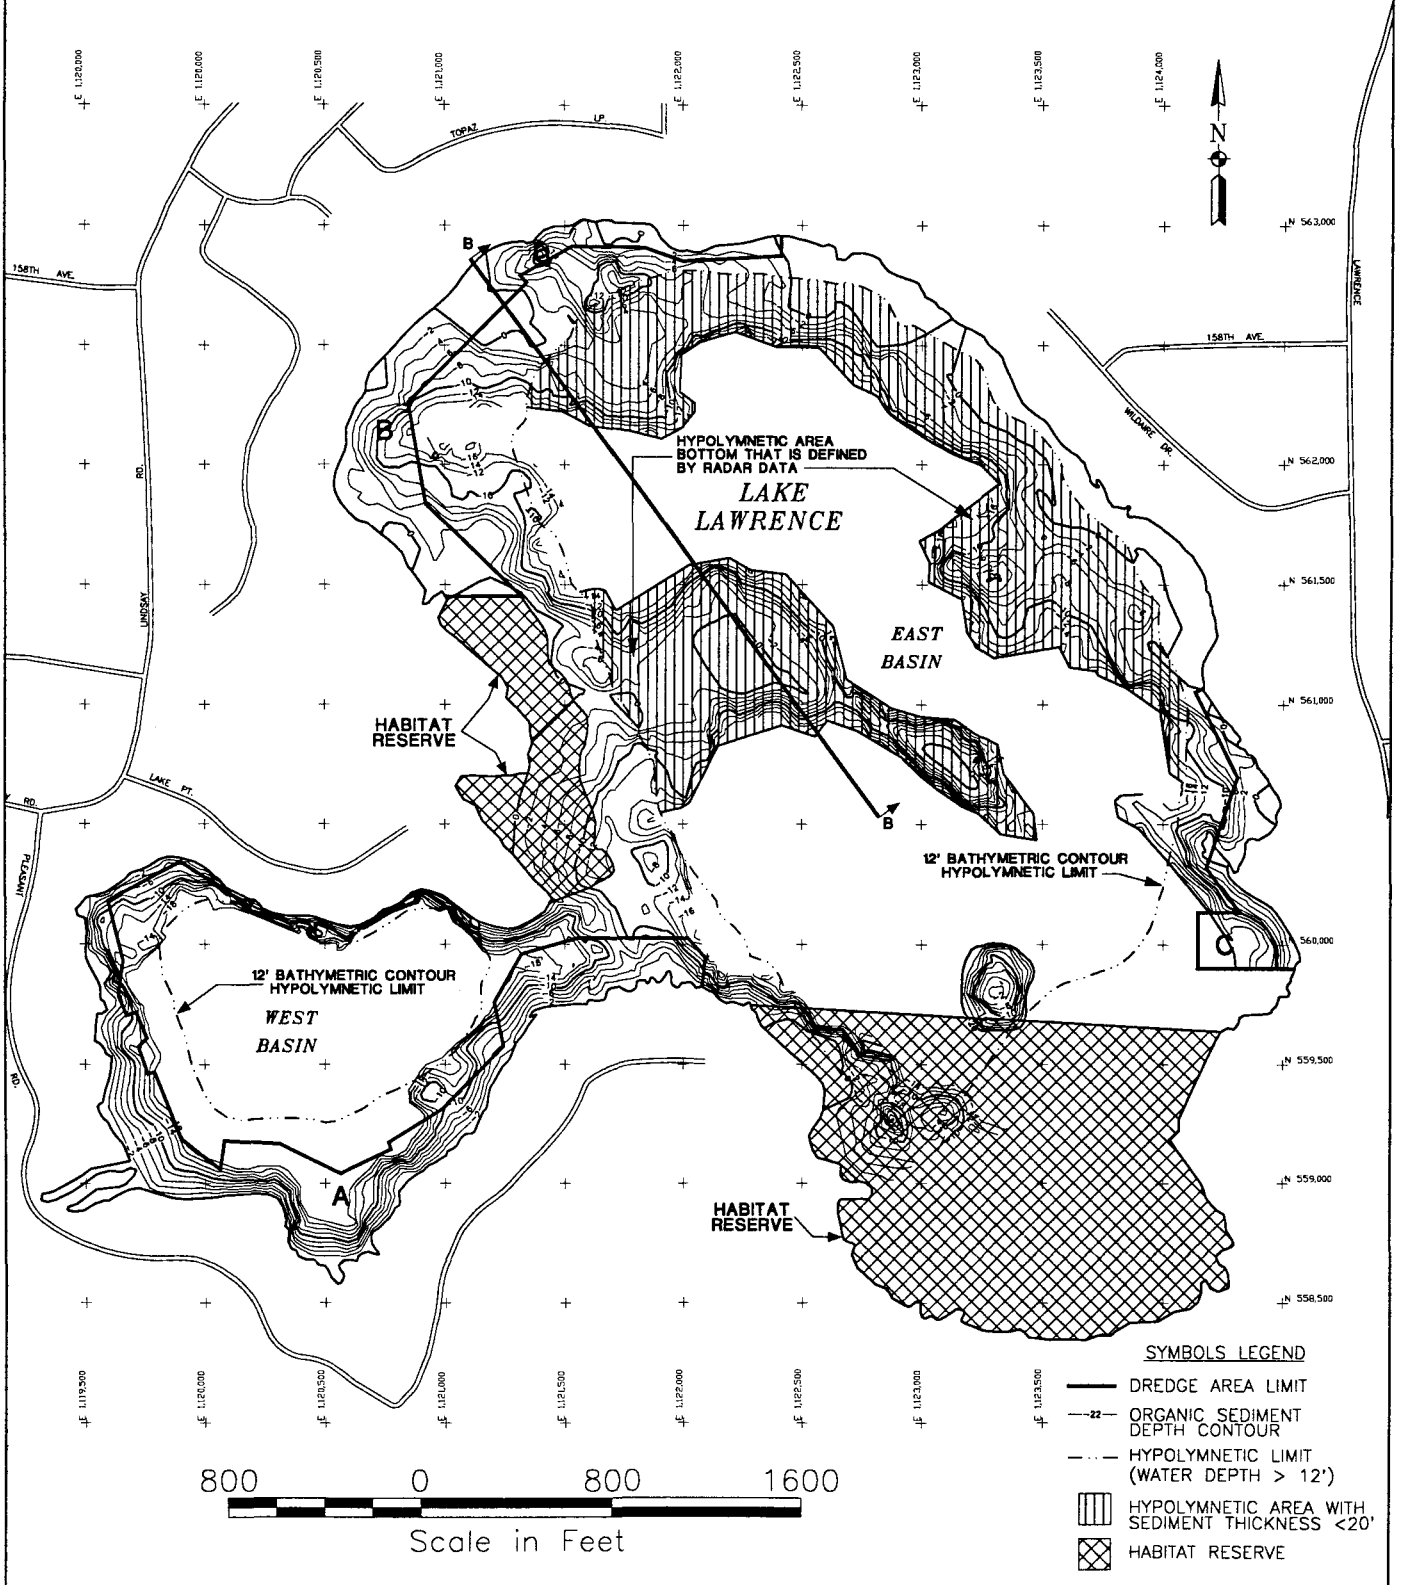 E 1,120,000
E 1,120,000
E 1,120,500
E 1,121,000
E 1,122,000
E 1,122,500
E 1,123,000
E 1,123,500
E 1,124,000
TOPAZ LP.
N
N 563,000
158TH AVE.
B
LAWRENCE
158TH AVE.
WILDAIRE DR.
B
HYPOLYMNETIC AREA
BOTTOM THAT IS DEFINED
BY RADAR DATA
LAKE
LAWRENCE
RD.
N 562,000
LINDSAY
N 561,500
EAST
BASIN
N 561,000
HABITAT
RESERVE
LAKE PT.
RD.
B
12' BATHYMETRIC CONTOUR
HYPOLYMNETIC LIMIT
PLEASANT
C
N 560,000
12' BATHYMETRIC CONTOUR
HYPOLYMNETIC LIMIT
WEST
BASIN
RD.
N 559,500
A
N 559,000
HABITAT
RESERVE
N 558,500
E 1,119,500
E 1,120,000
E 1,120,500
E 1,121,000
E 1,121,500
E 1,122,000
E 1,122,500
E 1,123,000
E 1,123,500
SYMBOLS LEGEND
DREDGE AREA LIMIT
-22- ORGANIC SEDIMENT
DEPTH CONTOUR
HYPOLYMNETIC LIMIT
(WATER DEPTH > 12')
HYPOLYMNETIC AREA WITH
SEDIMENT THICKNESS <20'
HABITAT RESERVE
800 0 800 1600
Scale in Feet